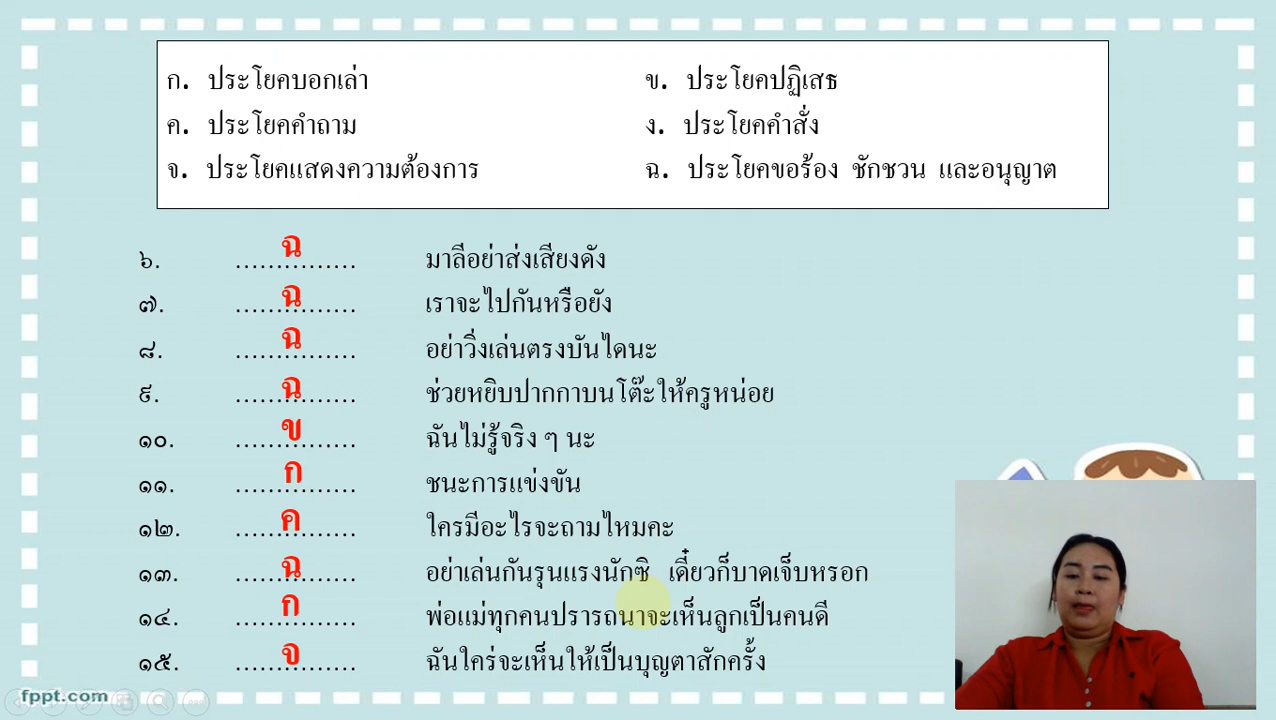 ก. ประโยคบอกเล่า ข. ประโยคปฏิเสธ
ค. ประโยคคำถาม ง. ประโยคคำสั่ง
จ. ประโยคแสดงความต้องการ ฉ. ประโยคขอร้อง ชักชวน และอนุญาต
๖. ......ฉ......... มาลีอย่าส่งเสียงดัง
๗. ......ฉ......... เราจะไปกันหรือยัง
๘. ......ฉ......... อย่าวิ่งเล่นตรงบันไดนะ
๙. ......ฉ......... ช่วยหยิบปากกาบนโต๊ะให้ครูหน่อย
๑๐. ......ข......... ฉันไม่รู้จริง ๆ นะ
๑๑. ......ก......... ชนะการแข่งขัน
๑๒. ......ค......... ใครมีอะไรจะถามไหมคะ
๑๓. ......ฉ......... อย่าเล่นกันรุนแรงนักซิ เดี๋ยวก็บาดเจ็บหรอก
๑๔. ......ก......... พ่อแม่ทุกคนปรารถนาจะเห็นลูกเป็นคนดี
๑๕. ......จ......... ฉันใคร่จะเห็นให้เป็นบุญตาสักครั้ง
fppt.com